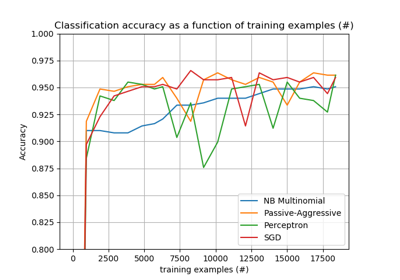 Classification accuracy as a function of training examples (#)
1.000
0.975
0.950
0.925
0.900
0.875
0.850
0.825
0.800
Accuracy
NB Multinomial
Passive-Aggressive
Perceptron
SGD
0 2500 5000 7500 10000 12500 15000 17500
training examples (#)